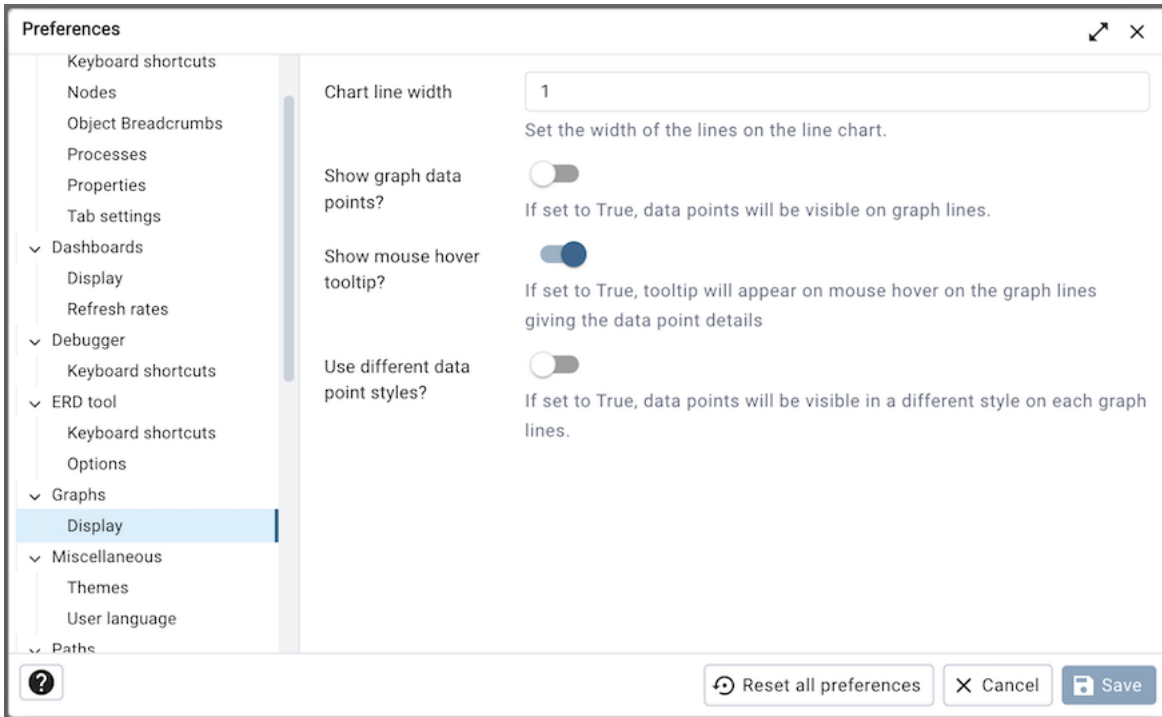 Preferences
Keyboard shortcuts
Nodes
Object Breadcrumbs
Processes
Properties
Tab settings
Dashboards
Display
Refresh rates
Debugger
Keyboard shortcuts
ERD tool
Keyboard shortcuts
Options
Graphs
Display
Miscellaneous
Themes
User language
Paths
Chart line width
1
Set the width of the lines on the line chart.
Show graph data
points?
If set to True, data points will be visible on graph lines.
Show mouse hover
tooltip?
If set to True, tooltip will appear on mouse hover on the graph lines
giving the data point details
Use different data
point styles?
If set to True, data points will be visible in a different style on each graph
lines.
?
Reset all preferences
Cancel
Save